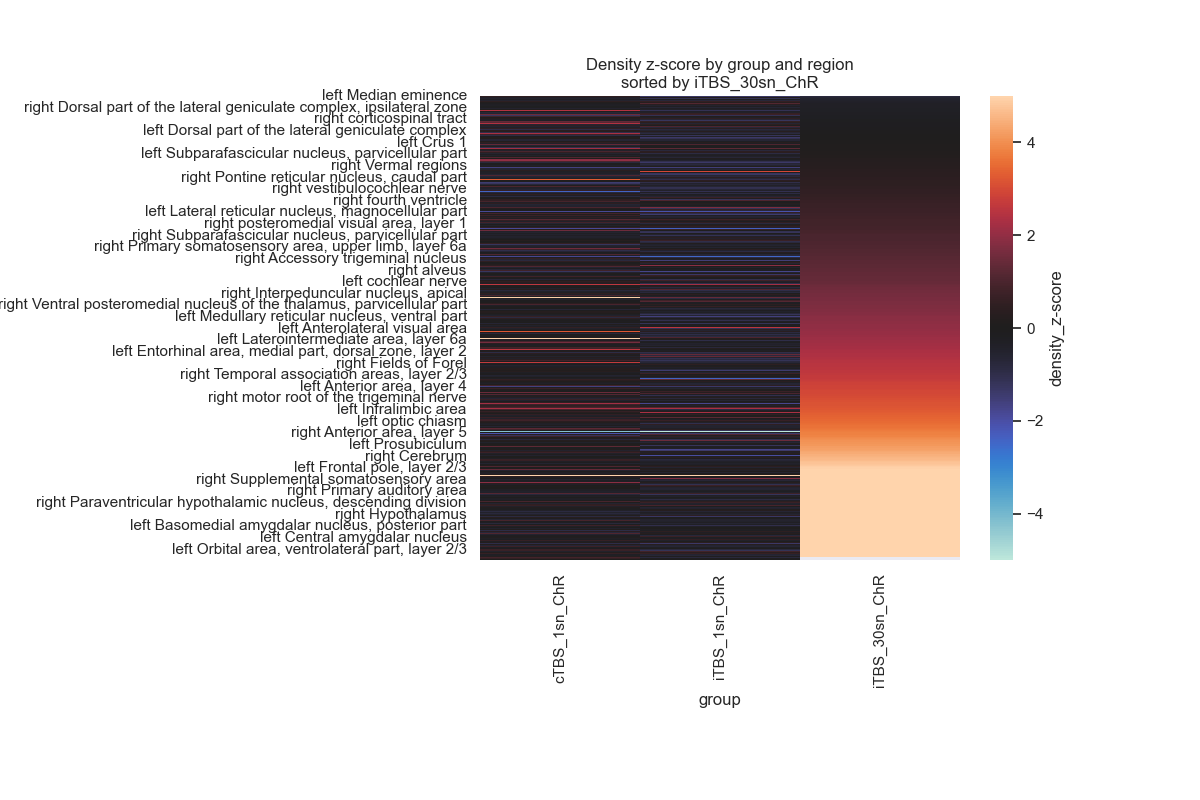 Density z-score by group and region
sorted by iTBS_30sn_ChR
left Median eminence
right Dorsal part of the lateral geniculate complex, ipsilateral zone
right corticospinal tract
left Dorsal part of the lateral geniculate complex
left Crus 1
left Subparafascicular nucleus, parvicellular part
right Vermal regions
right Pontine reticular nucleus, caudal part
right vestibulocochlear nerve
right fourth ventricle
left Lateral reticular nucleus, magnocellular part
right posteromedial visual area, layer 1
right Subparafascicular nucleus, parvicellular part
right Primary somatosensory area, upper limb, layer 6a
right Accessory trigeminal nucleus
right alveus
left cochlear nerve
right Interpeduncular nucleus, apical
right Ventral posteromedial nucleus of the thalamus, parvicellular part
left Medullary reticular nucleus, ventral part
left Anterolateral visual area
left Laterointermediate area, layer 6a
left Entorhinal area, medial part, dorsal zone, layer 2
right Fields of Forel
right Temporal association areas, layer 2/3
left Anterior area, layer 4
right motor root of the trigeminal nerve
left Infralimbic area
left optic chiasm
right Anterior area, layer 5
left Prosubiculum
right Cerebrum
left Frontal pole, layer 2/3
right Supplemental somatosensory area
right Primary auditory area
right Paraventricular hypothalamic nucleus, descending division
right Hypothalamus
left Basomedial amygdalar nucleus, posterior part
left Central amygdalar nucleus
left Orbital area, ventrolateral part, layer 2/3
cTBS_1sn_ChR
iTBS_1sn_ChR
iTBS_30sn_ChR
group
4
2
0
−2
−4
density_z-score